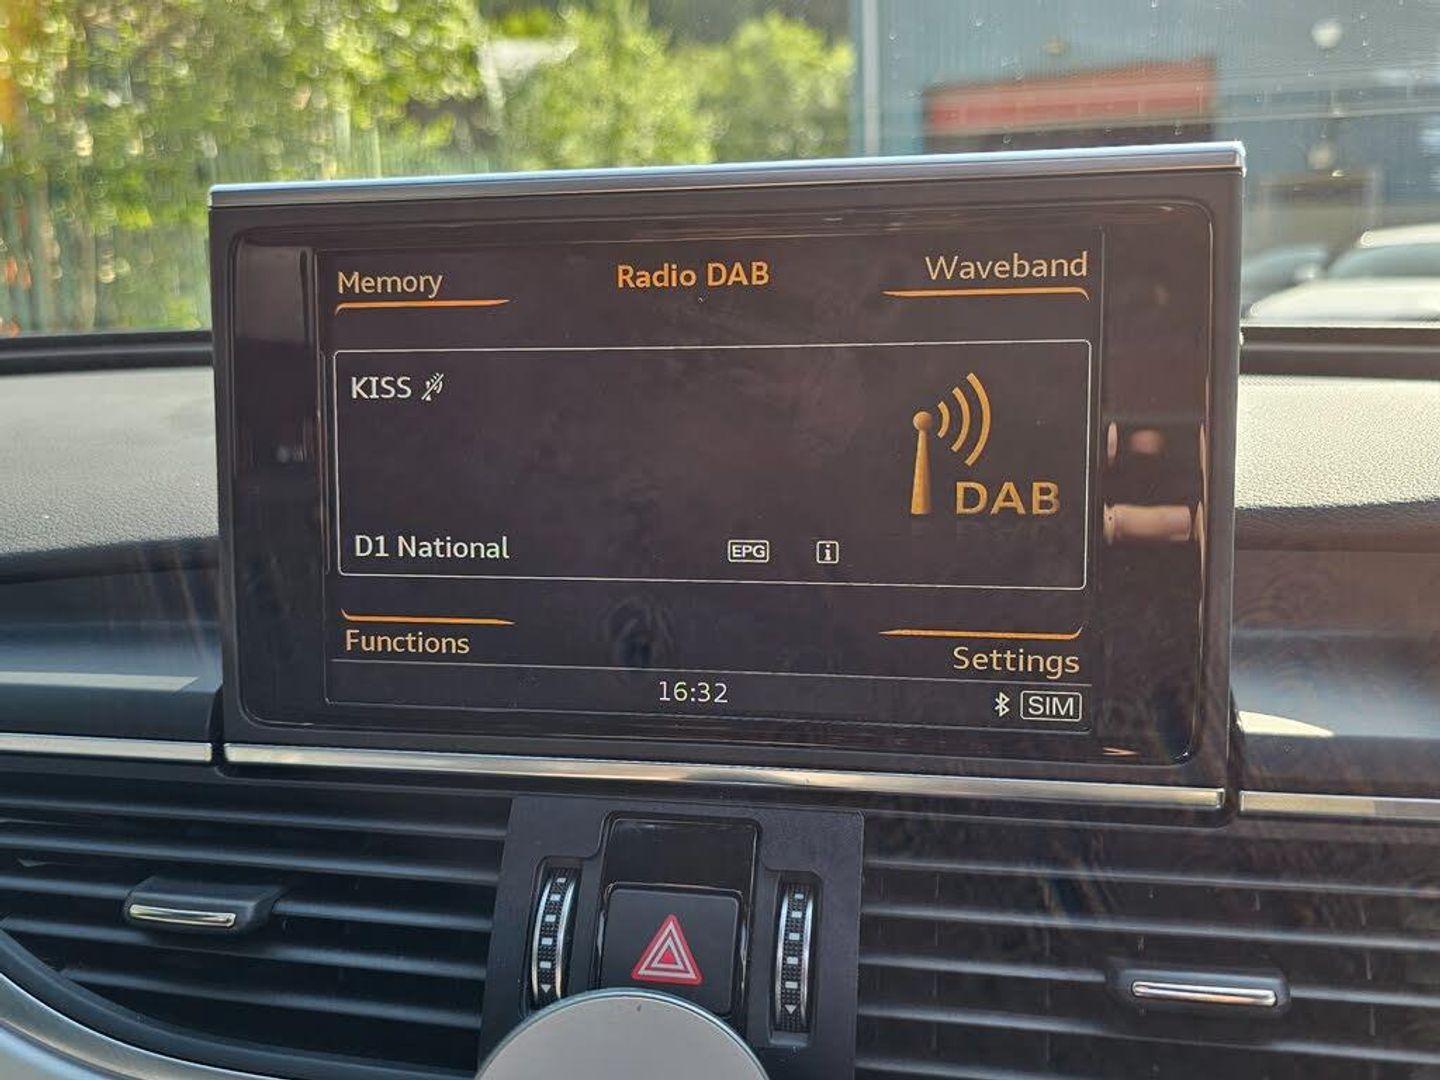 Memory
Radio DAB
Waveband
KISS
DAB
D1 National
EPG
i
Functions
Settings
16:32
SIM